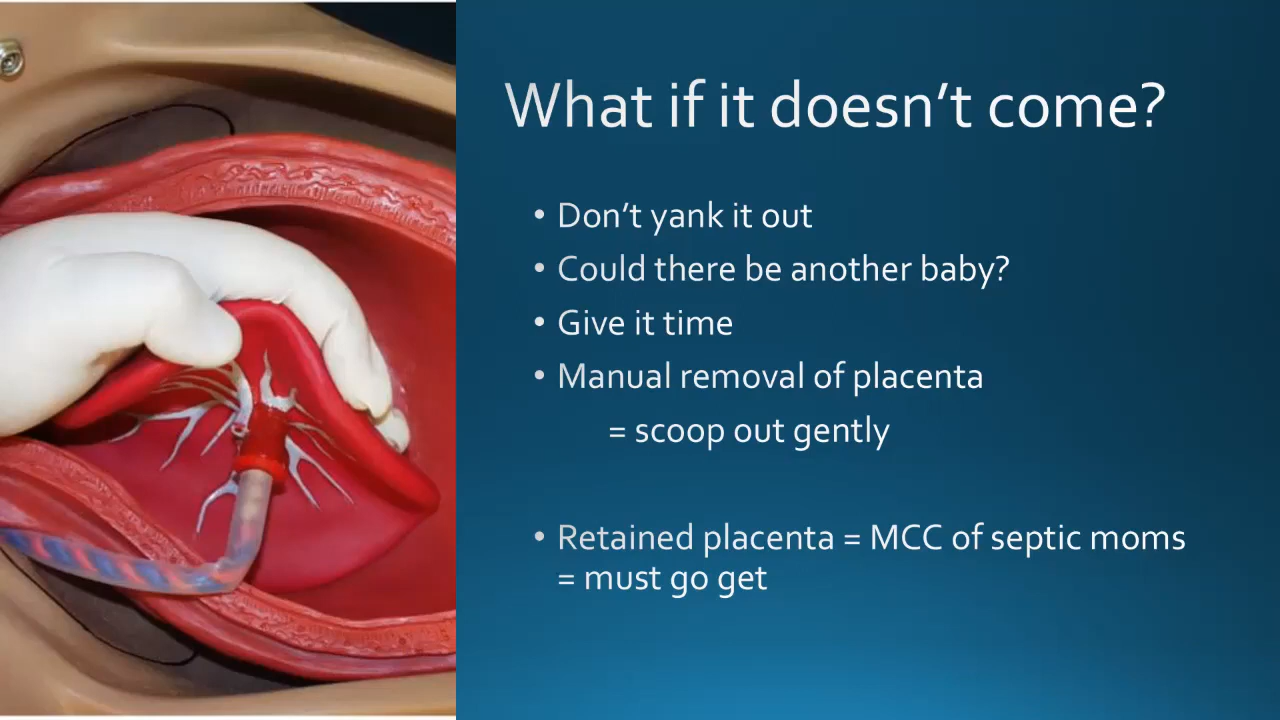 What if it doesn’t come?
• Don’t yank it out
• Could there be another baby?
• Give it time
• Manual removal of placenta
= scoop out gently
• Retained placenta = MCC of septic moms
= must go get